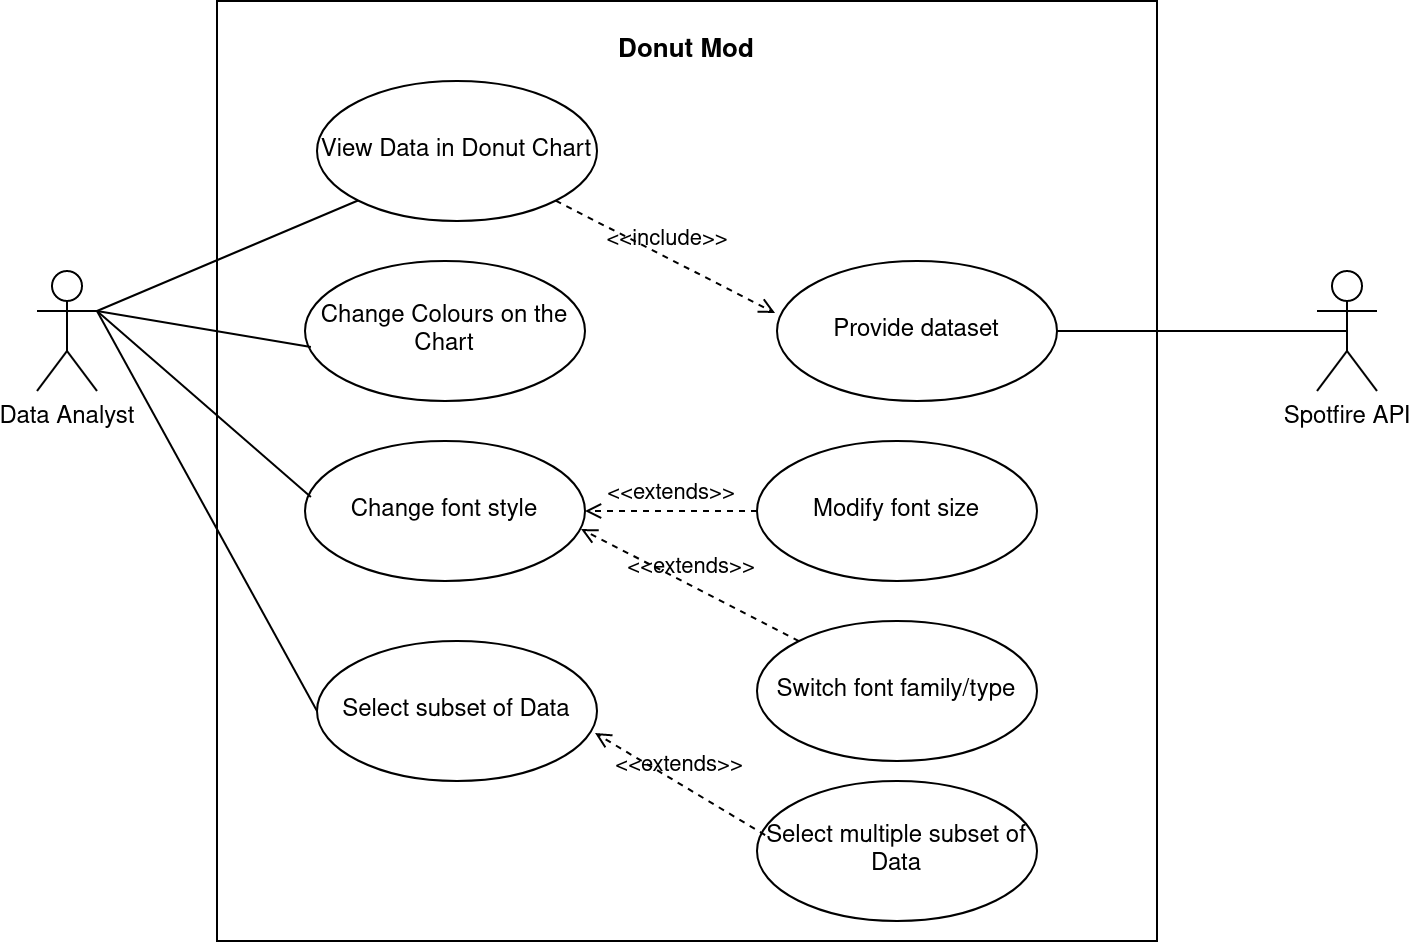 Donut Mod
View Data in Donut Chart
<<include>>
Change Colours on the
Chart
Provide dataset
Data Analyst
Spotfire API
<<extends>>
Change font style
Modify font size
<<extends>>
Switch font family/type
Select subset of Data
<<extends>>
Select multiple subset of
Data